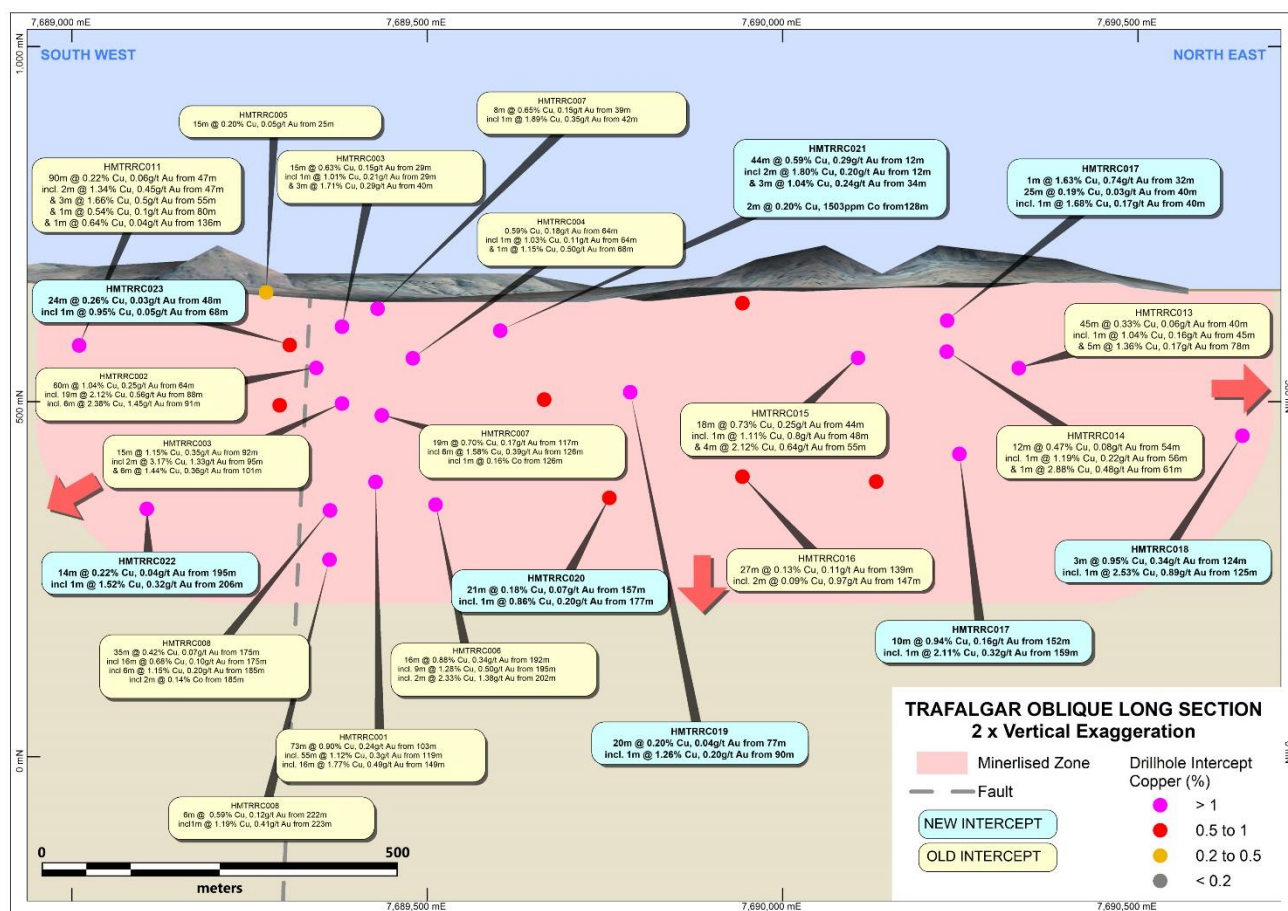 7,689,000 mE
7,689,500 mE
7,690,000 mE
7,690,500 mE
1,000 mN
SOUTH WEST
NORTH EAST
HMTRRC005
15m @ 0.20% Cu, 0.05g/t Au from 25m
HMTRRC007
8m @ 0.65% Cu, 0.15g/t Au from 39m
incl 1m @ 1.89% Cu, 0.35g/t Au from 42m
HMTRRC011
90m @ 0.22% Cu, 0.06g/t Au from 47m
incl. 2m @ 1.34% Cu, 0.45g/t Au from 47m
& 3m @ 1.66% Cu, 0.5g/t Au from 55m
& 1m @ 0.54% Cu, 0.1g/t Au from 80m
& 1m @ 0.64% Cu, 0.04g/t Au from 136m
HMTRRC003
15m @ 0.63% Cu, 0.15g/t Au from 29m
incl 1m @ 1.01% Cu, 0.21g/t Au from 29m
& 3m @ 1.71% Cu, 0.29g/t Au from 40m
HMTRRC021
44m @ 0.59% Cu, 0.29g/t Au from 12m
incl 2m @ 1.80% Cu, 0.20g/t Au from 12m
& 3m @ 1.04% Cu, 0.24g/t Au from 34m
2m @ 0.20% Cu, 1503ppm Co from128m
HMTRRC017
1m @ 1.63% Cu, 0.74g/t Au from 32m
25m @ 0.19% Cu, 0.03g/t Au from 40m
incl. 1m @ 1.68% Cu, 0.17g/t Au from 40m
HMTRRC004
0.59% Cu, 0.18g/t Au from 64m
incl 1m @ 1.03% Cu, 0.11g/t Au from 64m
& 1m @ 1.15% Cu, 0.50g/t Au from 68m
HMTRRC023
24m @ 0.26% Cu, 0.03g/t Au from 48m
incl 1m @ 0.95% Cu, 0.05g/t Au from 68m
HMTRRC013
45m @ 0.33% Cu, 0.06g/t Au from 40m
incl. 1m @ 1.04% Cu, 0.16g/t Au from 45m
& 5m @ 1.36% Cu, 0.17g/t Au from 78m
HMTRRC002
60m @ 1.04% Cu, 0.25g/t Au from 64m
incl. 19m @ 2.12% Cu, 0.56g/t Au from 88m
incl. 6m @ 2.38% Cu, 1.45g/t Au from 91m
500 mN
500 mN
HMTRRC015
18m @ 0.73% Cu, 0.25g/t Au from 44m
incl. 1m @ 1.11% Cu, 0.8g/t Au from 48m
& 4m @ 2.12% Cu, 0.64g/t Au from 55m
HMTRRC014
12m @ 0.47% Cu, 0.08g/t Au from 54m
incl. 1m @ 1.19% Cu, 0.22g/t Au from 56m
& 1m @ 2.88% Cu, 0.48g/t Au from 61m
HMTRRC003
15m @ 1.15% Cu, 0.35g/t Au from 92m
incl 2m @ 3.17% Cu, 1.33g/t Au from 95m
& 6m @ 1.44% Cu, 0.36g/t Au from 101m
HMTRRC007
19m @ 0.70% Cu, 0.17g/t Au from 117m
incl 6m @ 1.58% Cu, 0.39g/t Au from 126m
incl 1m @ 0.16% Co from 126m
HMTRRC022
14m @ 0.22% Cu, 0.04g/t Au from 195m
incl 1m @ 1.52% Cu, 0.32g/t Au from 206m
HMTRRC020
21m @ 0.18% Cu, 0.07g/t Au from 157m
incl. 1m @ 0.86% Cu, 0.20g/t Au from 177m
HMTRRC016
27m @ 0.13% Cu, 0.11g/t Au from 139m
incl. 2m @ 0.09% Cu, 0.97g/t Au from 147m
HMTRRC018
3m @ 0.95% Cu, 0.34g/t Au from 124m
incl. 1m @ 2.53% Cu, 0.89g/t Au from 125m
HMTRRC008
35m @ 0.42% Cu, 0.07g/t Au from 175m
incl 16m @ 0.68% Cu, 0.10g/t Au from 175m
incl 6m @ 1.15% Cu, 0.20g/t Au from 185m
incl 2m @ 0.14% Co from 185m
HMTRRC006
16m @ 0.88% Cu, 0.34g/t Au from 192m
incl. 9m @ 1.28% Cu, 0.50g/t Au from 195m
incl. 2m @ 2.33% Cu, 1.38g/t Au from 202m
HMTRRC017
10m @ 0.94% Cu, 0.16g/t Au from 152m
incl. 1m @ 2.11% Cu, 0.32g/t Au from 159m
HMTRRC001
73m @ 0.90% Cu, 0.24g/t Au from 103m
incl. 55m @ 1.12% Cu, 0.3g/t Au from 119m
incl. 16m @ 1.77% Cu, 0.49g/t Au from 149m
HMTRRC019
20m @ 0.20% Cu, 0.04g/t Au from 77m
incl. 1m @ 1.26% Cu, 0.20g/t Au from 90m
0 mN
0 mN
HMTRRC008
6m @ 0.59% Cu, 0.12g/t Au from 222m
incl1m @ 1.19% Cu, 0.41g/t Au from 223m
TRAFALGAR OBLIQUE LONG SECTION
2 x Vertical Exaggeration
Minerlised Zone
Fault
NEW INTERCEPT
OLD INTERCEPT
Drillhole Intercept
Copper (%)
> 1
0.5 to 1
0.2 to 0.5
< 0.2
0
500
meters
7,689,000 mE
7,689,500 mE
7,690,000 mE
7,690,500 mE